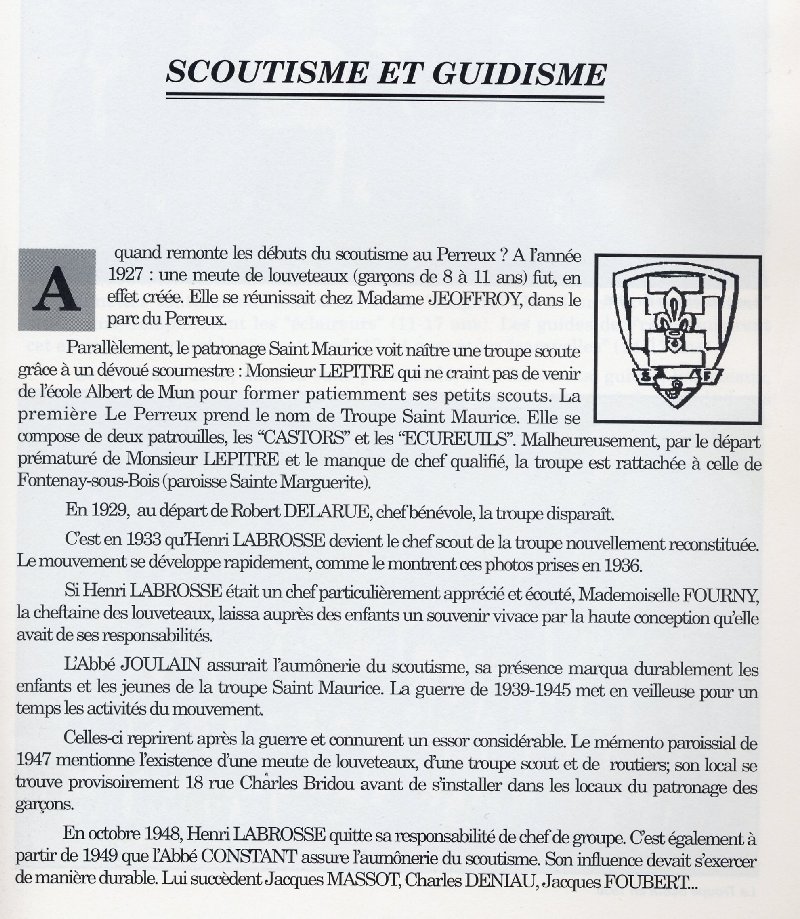 SCOUTISME ET GUIDISME
A quand remonte les débuts du scoutisme au Perreux ? A l'année
1927 : une meute de louveteaux (garçons de 8 à 11 ans) fut, en
effet créée. Elle se réunissait chez Madame JEOFFROY, dans le
parc du Perreux.
Parallèlement, le patronage Saint Maurice voit naître une troupe scoute
grâce à un dévoué scoumestre : Monsieur LEPITRE qui ne craint pas de venir
de l'école Albert de Mun pour former patiemment ses petits scouts. La
première Le Perreux prend le nom de Troupe Saint Maurice. Elle se
compose de deux patrouilles, les "CASTORS" et les "ECUREUILS". Malheureusement, par le départ
prématuré de Monsieur LEPITRE et le manque de chef qualifié, la troupe est rattachée à celle de
Fontenay-sous-Bois (paroisse Sainte Marguerite).
En 1929, au départ de Robert DELARUE, chef bénévole, la troupe disparaît.
C'est en 1933 qu'Henri LABROSSE devient le chef scout de la troupe nouvellement reconstituée.
Le mouvement se développe rapidement, comme le montrent ces photos prises en 1936.
Si Henri LABROSSE était un chef particulièrement apprécié et écouté, Mademoiselle FOURNY,
la cheftaine des louveteaux, laissa auprès des enfants un souvenir vivace par la haute conception qu'elle
avait de ses responsabilités.
L'Abbé JOULAIN assurait l'aumônerie du scoutisme, sa présence marqua durablement les
enfants et les jeunes de la troupe Saint Maurice. La guerre de 1939-1945 met en veilleuse pour un
temps les activités du mouvement.
Celles-ci reprirent après la guerre et connurent un essor considérable. Le mémento paroissial de
1947 mentionne l'existence d'une meute de louveteaux, d'une troupe scout et de routiers; son local se
trouve provisoirement 18 rue Charles Bridou avant de s'installer dans les locaux du patronage des
garçons.
En octobre 1948, Henri LABROSSE quitte sa responsabilité de chef de groupe. C'est également à
partir de 1949 que l'Abbé CONSTANT assure l'aumônerie du scoutisme. Son influence devait s'exercer
de manière durable. Lui succèdent Jacques MASSOT, Charles DENIAU, Jacques FOUBERT...